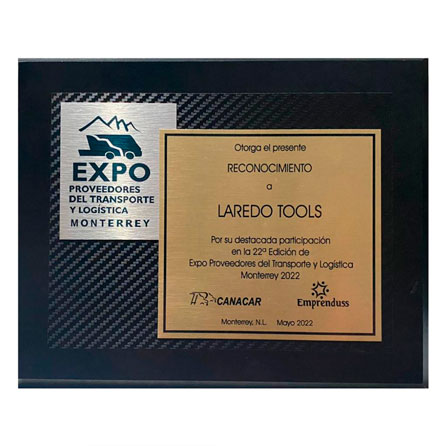 EXPO
PROVEEDORES
DEL TRANSPORTE
Y LOGÍSTICA
MONTERREY
Otorga el presente
RECONOCIMIENTO
a
LAREDO TOOLS
Por su destacada participación
en la 22ª Edición de
Expo Proveedores del Transporte y Logística
Monterrey 2022
CANACAR
Emprenduss
Monterrey, N.L. Mayo 2022